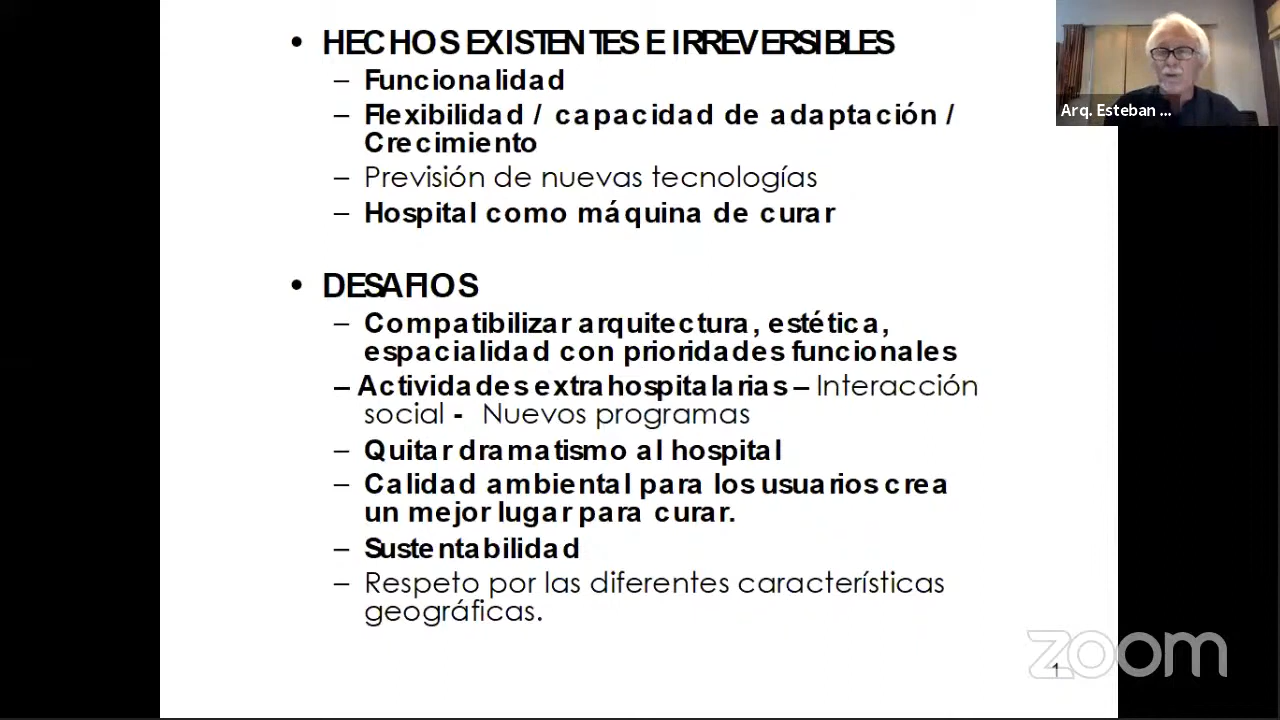 • HECHOS EXISTENTES E IRREVERSIBLES
– Funcionalidad
– Flexibilidad / capacidad de adaptación /
Crecimiento
– Previsión de nuevas tecnologías
– Hospital como máquina de curar
• DESAFIOS
– Compatibilizar arquitectura, estética,
espacialidad con prioridades funcionales
– Actividades extrahospitalarias – Interacción
social - Nuevos programas
– Quitar dramatismo al hospital
– Calidad ambiental para los usuarios crea
un mejor lugar para curar.
– Sustentabilidad
– Respeto por las diferentes características
geográficas.
Arq. Esteban ...
zoom
1